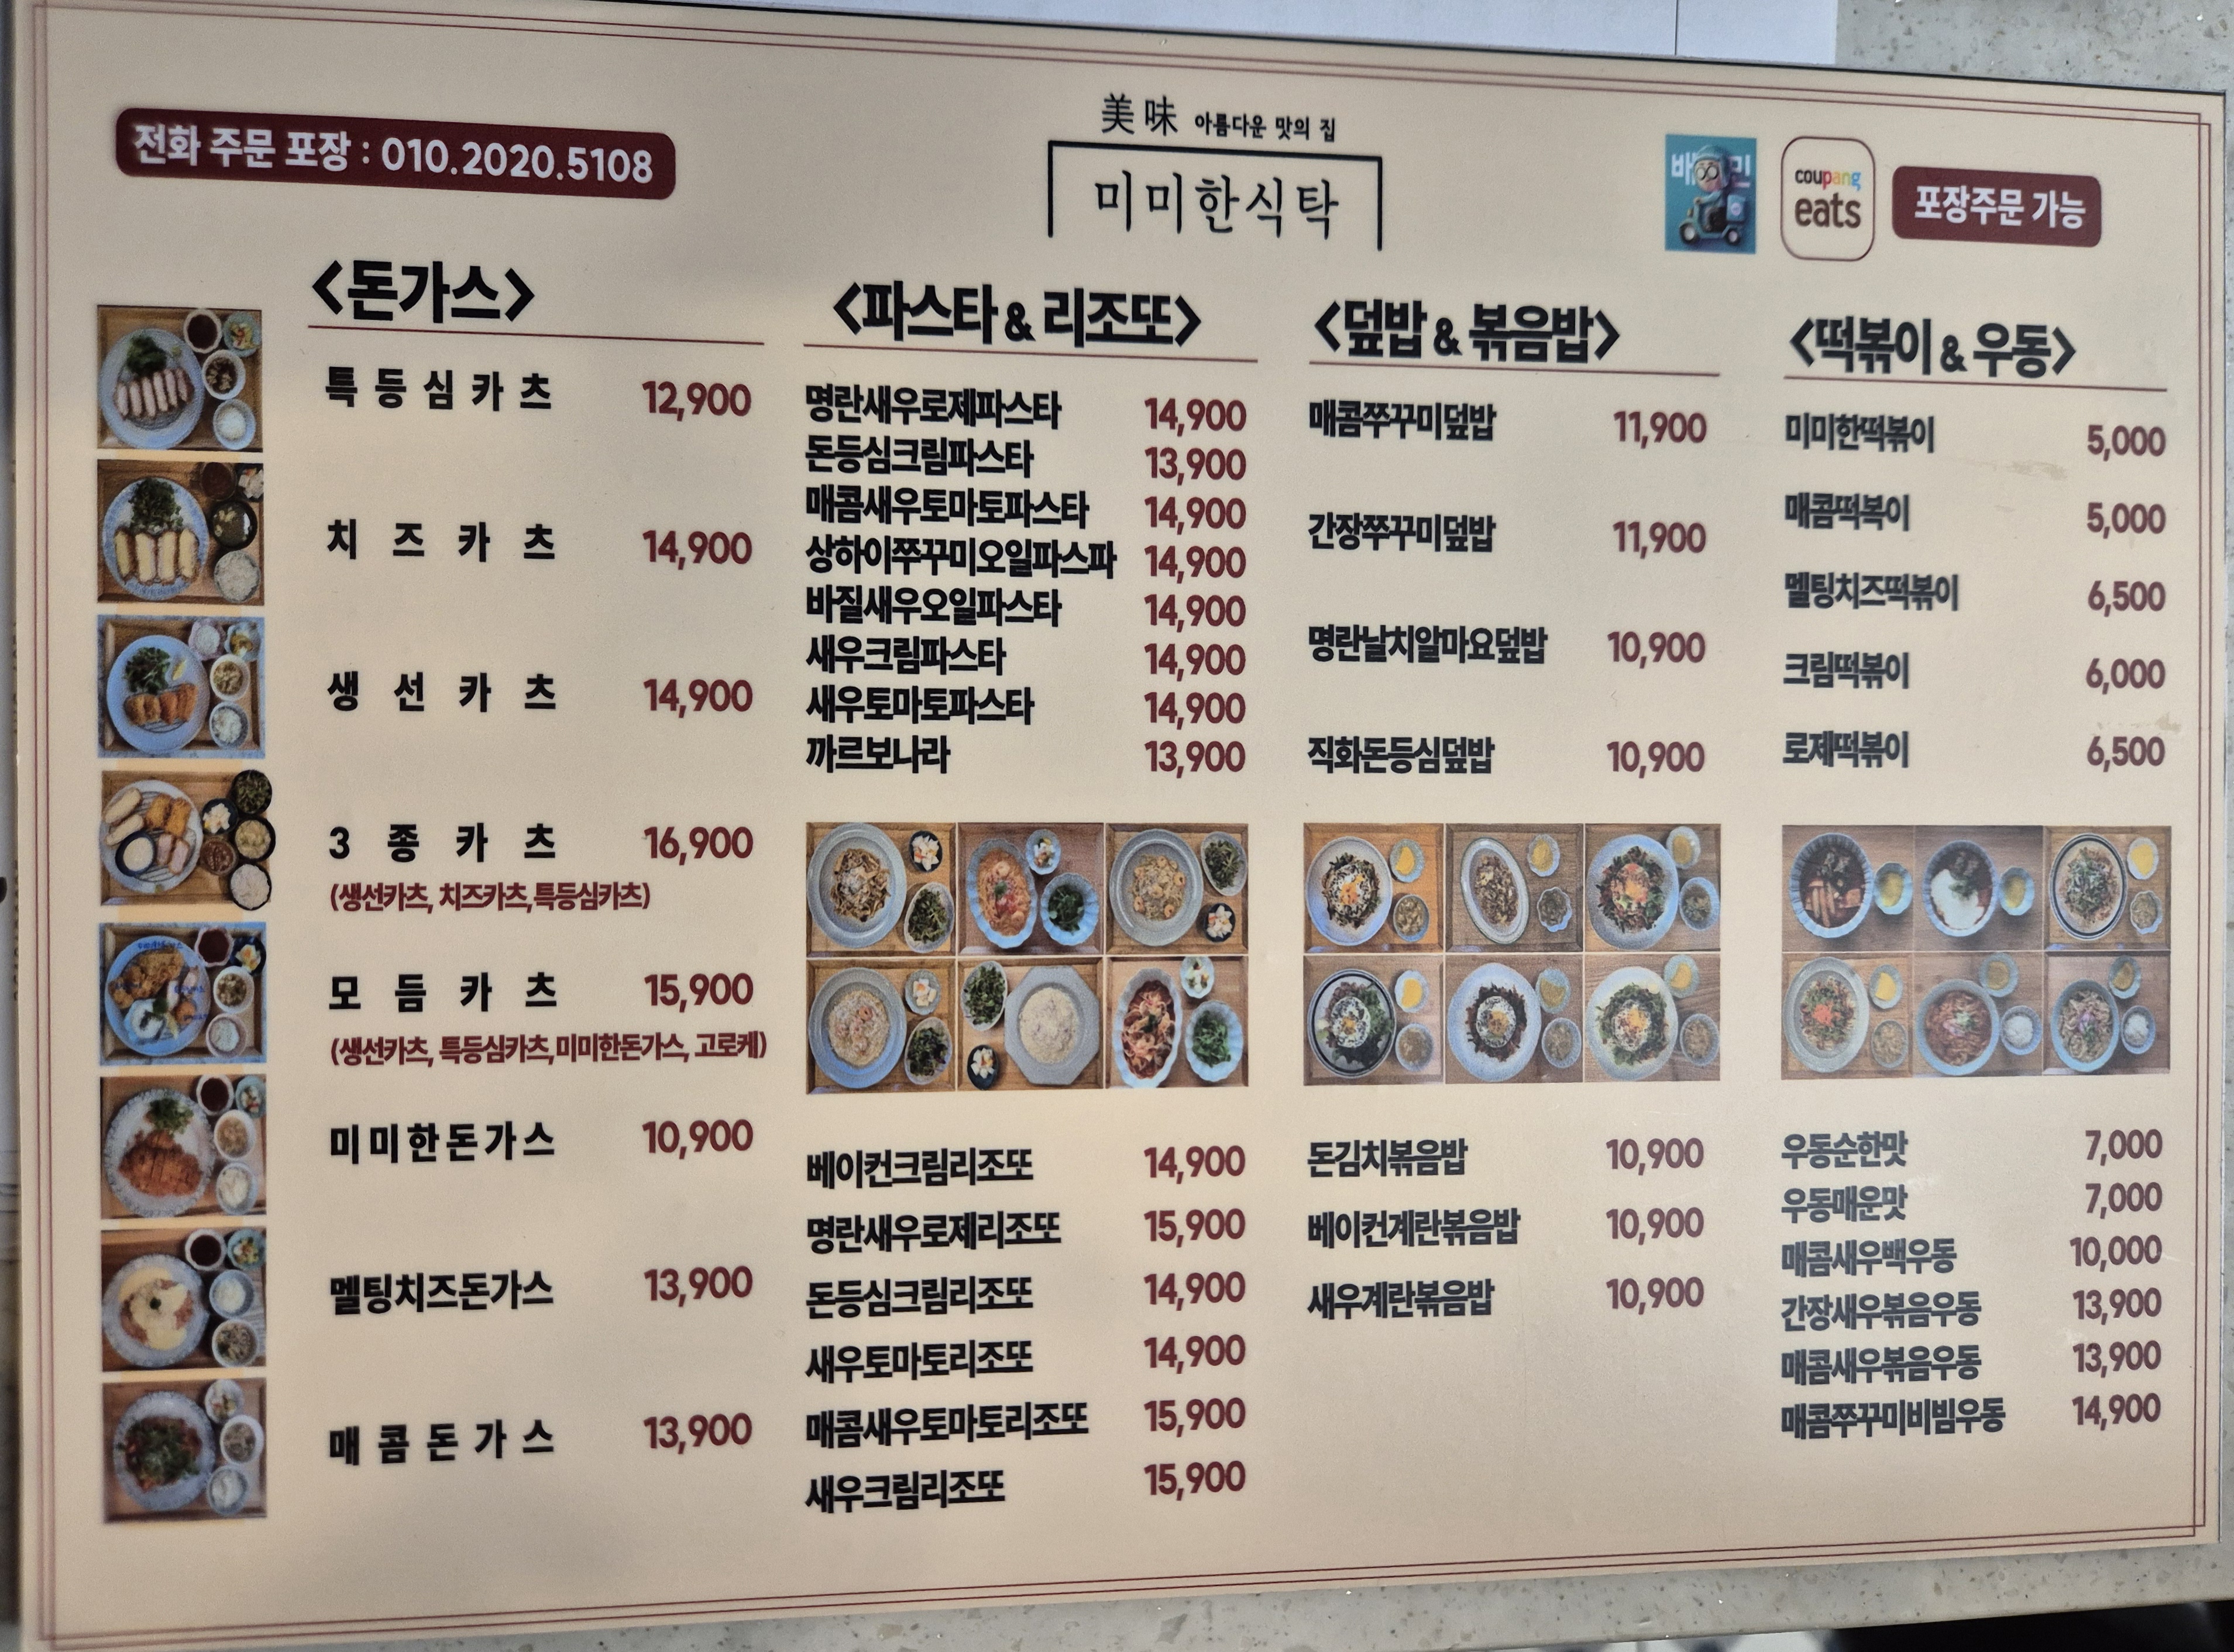 전화 주문 포장 : 010.2020.5108
美味 아름다운 맛의 집
미미한식탁
coupang
eats
포장주문 가능
<돈가스>
특등심카츠 12,900
치즈카츠 14,900
생선카츠 14,900
3종카츠 16,900
(생선카츠, 치즈카츠,특등심카츠)
모듬카츠 15,900
(생선카츠, 특등심카츠,미미한돈가스, 고로케)
미미한돈가스 10,900
멜팅치즈돈가스 13,900
매콤돈가스 13,900
<파스타 & 리조또>
명란새우로제파스타 14,900
돈등심크림파스타 13,900
매콤새우토마토파스타 14,900
상하이쭈꾸미오일파스파 14,900
바질새우오일파스타 14,900
새우크림파스타 14,900
새우토마토파스타 14,900
까르보나라 13,900
베이컨크림리조또 14,900
명란새우로제리조또 15,900
돈등심크림리조또 14,900
새우토마토리조또 14,900
매콤새우토마토리조또 15,900
새우크림리조또 15,900
<덮밥 & 볶음밥>
매콤쭈꾸미덮밥 11,900
간장쭈꾸미덮밥 11,900
명란날치알마요덮밥 10,900
직화돈등심덮밥 10,900
돈김치볶음밥 10,900
베이컨계란볶음밥 10,900
새우계란볶음밥 10,900
<떡볶이 & 우동>
미미한떡볶이 5,000
매콤떡볶이 5,000
멜팅치즈떡볶이 6,500
크림떡볶이 6,000
로제떡볶이 6,500
우동순한맛 7,000
우동매운맛 7,000
매콤새우백우동 10,000
간장새우볶음우동 13,900
매콤새우볶음우동 13,900
매콤쭈꾸미비빔우동 14,900